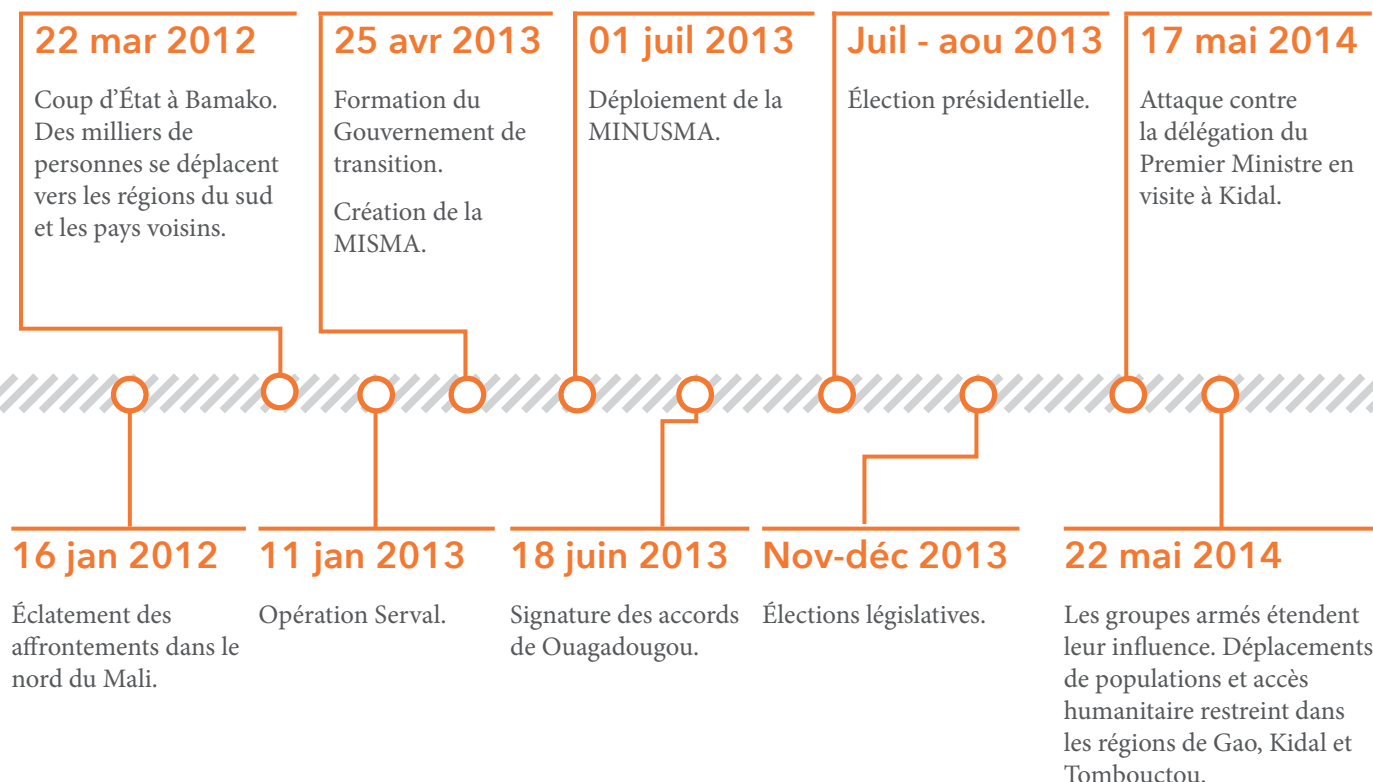 22 mar 2012
Coup d’État à Bamako.
Des milliers de
personnes se déplacent
vers les régions du sud
et les pays voisins.
25 avr 2013
Formation du
Gouvernement de
transition.
Création de la
MISMA.
01 juil 2013
Déploiement de la
MINUSMA.
Juil - aou 2013
Élection présidentielle.
17 mai 2014
Attaque contre
la délégation du
Premier Ministre en
visite à Kidal.
16 jan 2012
Éclatement des
affrontements dans le
nord du Mali.
11 jan 2013
Opération Serval.
18 juin 2013
Signature des accords
de Ouagadougou.
Nov-déc 2013
Élections législatives.
22 mai 2014
Les groupes armés étendent
leur influence. Déplacements
de populations et accès
humanitaire restreint dans
les régions de Gao, Kidal et
Tombouctou.